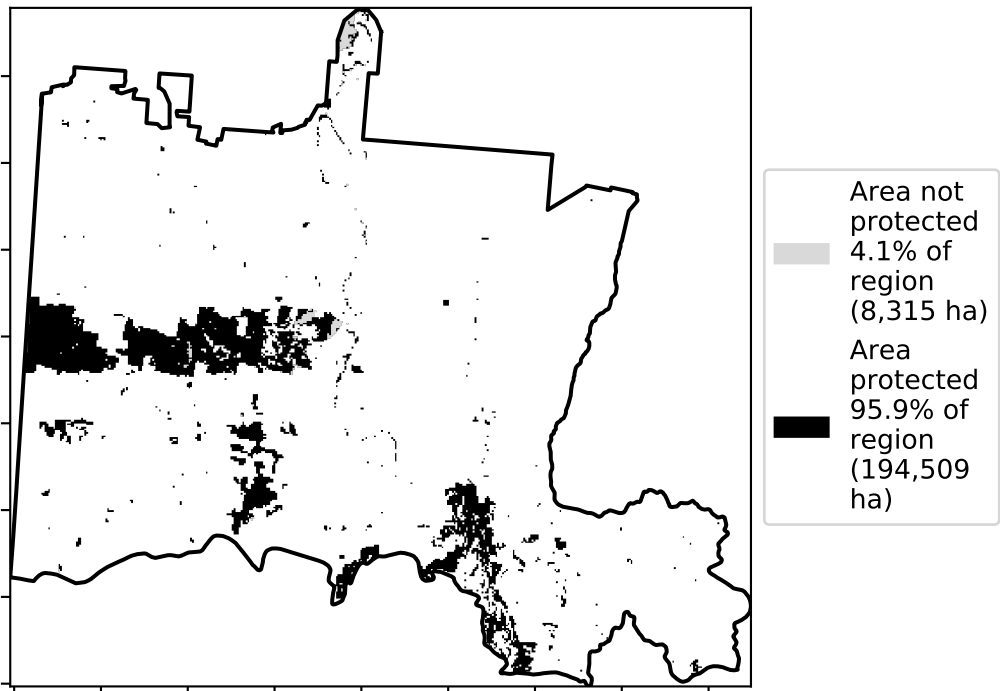 Area not
protected
4.1% of
region
(8,315 ha)
Area
protected
95.9% of
region
(194,509
ha)